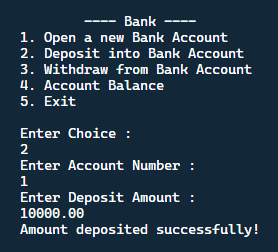 ---- Bank ----
1. Open a new Bank Account
2. Deposit into Bank Account
3. Withdraw from Bank Account
4. Account Balance
5. Exit
Enter Choice :
2
Enter Account Number :
1
Enter Deposit Amount :
10000.00
Amount deposited successfully!